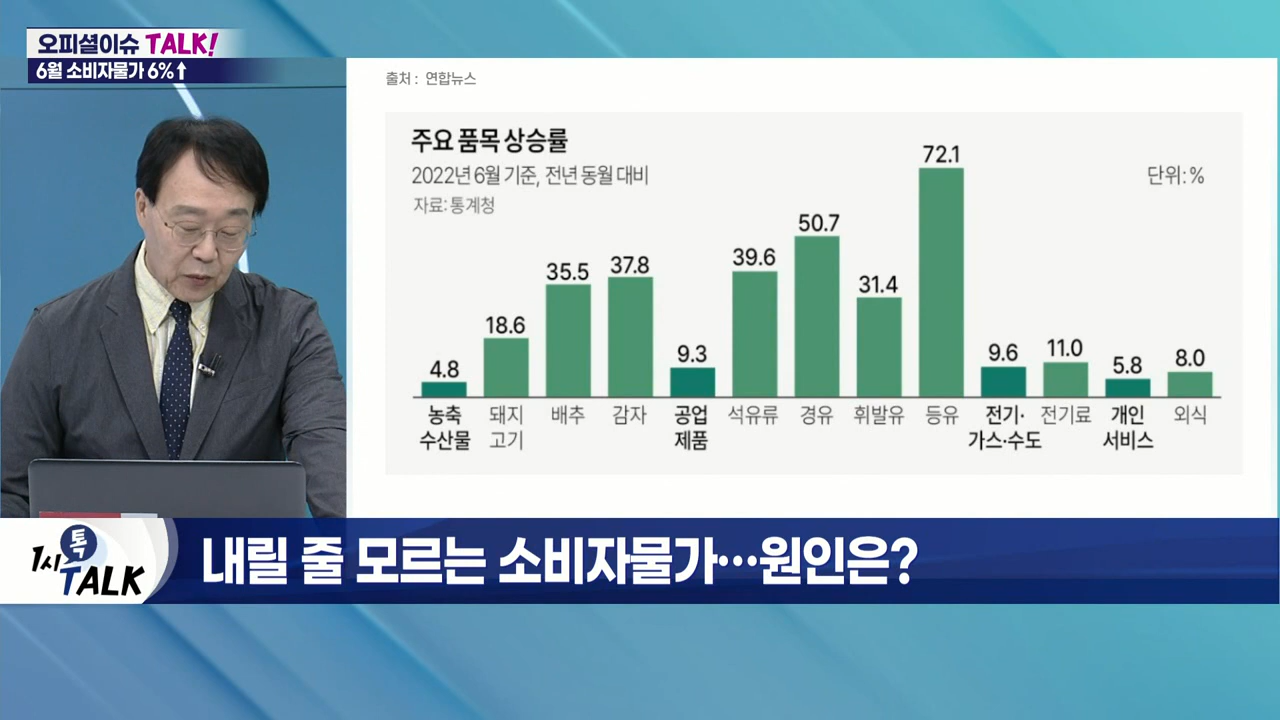 오피셜이슈 TALK!
6월 소비자물가 6%↑
출처 : 연합뉴스
주요 품목 상승률
2022년 6월 기준, 전년 동월 대비
자료:통계청
단위:%
4.8
18.6
35.5
37.8
9.3
39.6
50.7
31.4
72.1
9.6
11.0
5.8
8.0
농축
수산물
돼지
고기
배추
감자
공업
제품
석유류
경유
휘발유
등유
전기·
가스·수도
전기료
개인
서비스
외식
1시톡
TALK
내릴 줄 모르는 소비자물가…원인은?